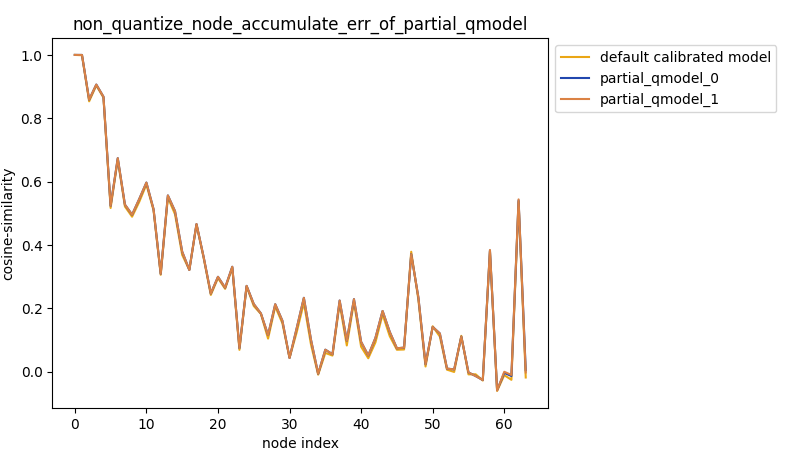 non_quantize_node_accumulate_err_of_partial_qmodel
default calibrated model
partial_qmodel_0
partial_qmodel_1
cosine-similarity
1.0
0.8
0.6
0.4
0.2
0.0
0 10 20 30 40 50 60
node index